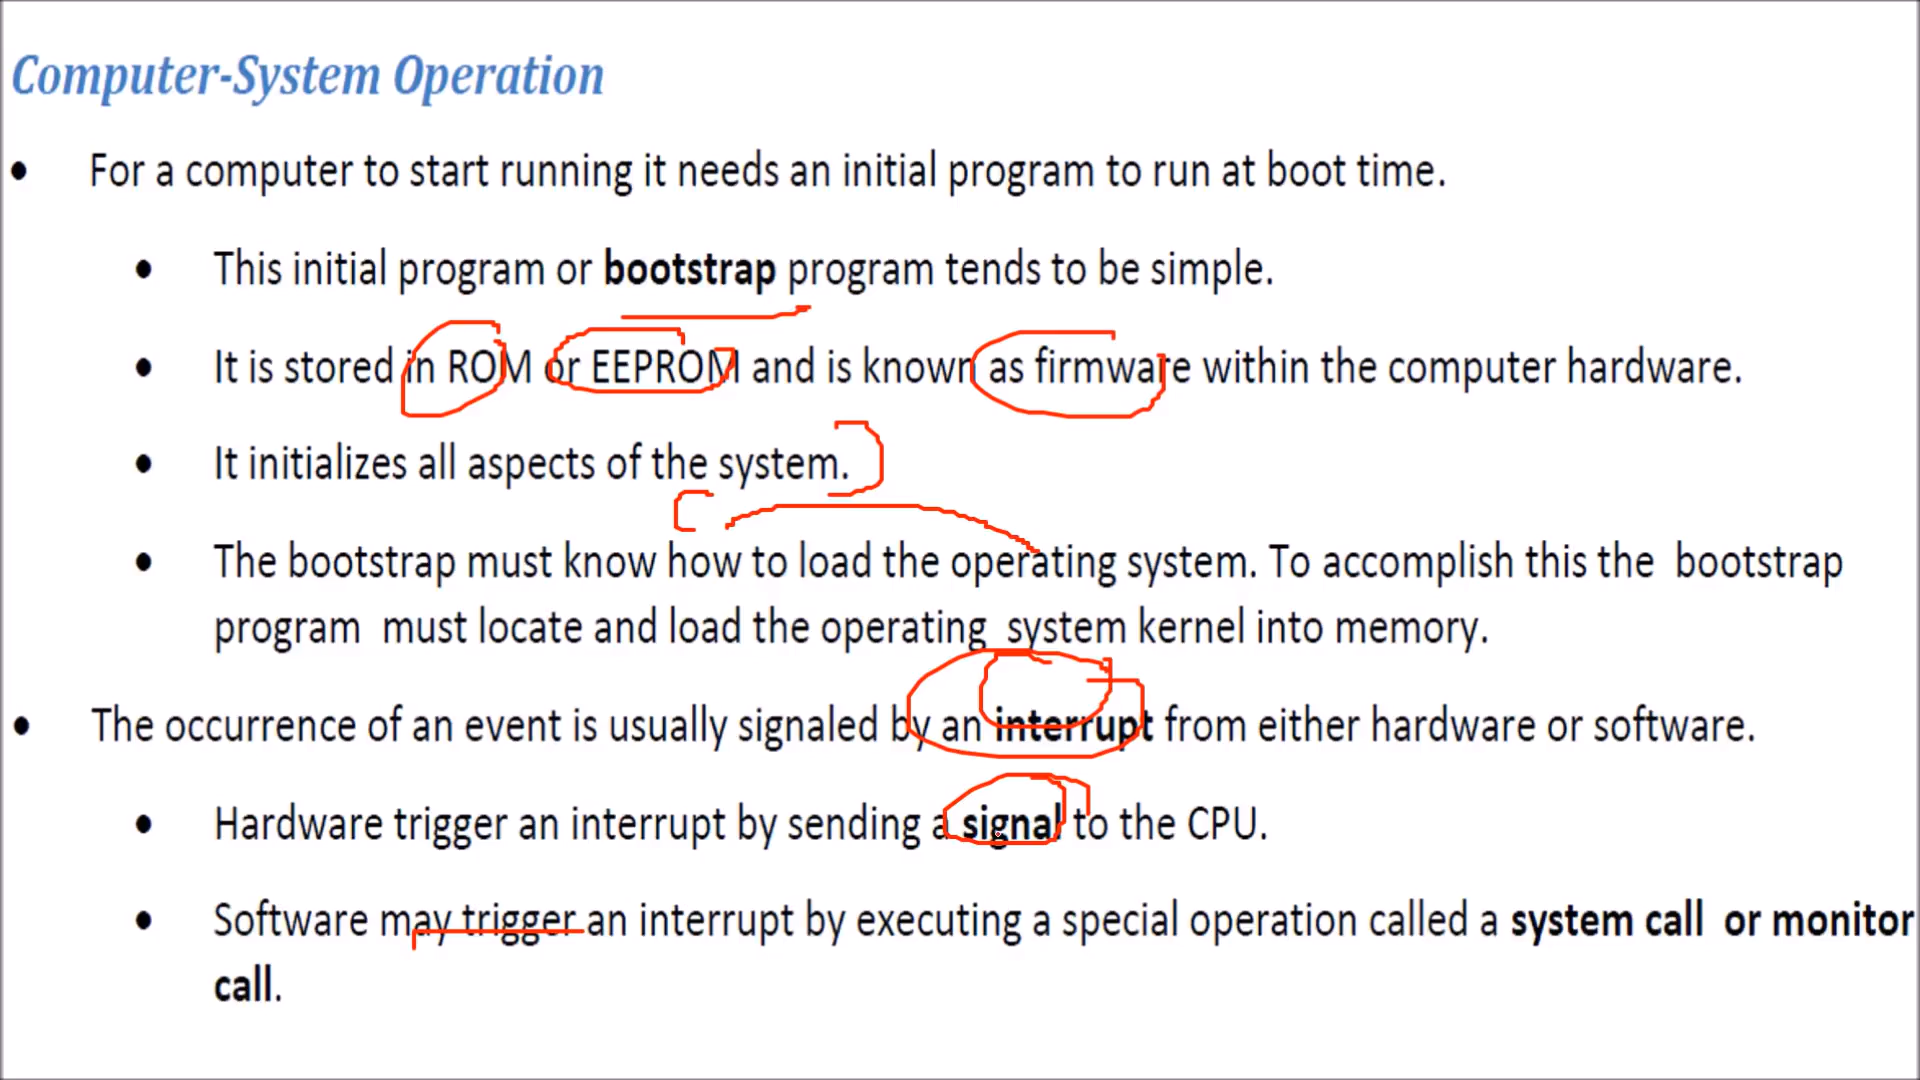 Computer-System Operation
• For a computer to start running it needs an initial program to run at boot time.
• This initial program or bootstrap program tends to be simple.
• It is stored in ROM or EEPROM and is known as firmware within the computer hardware.
• It initializes all aspects of the system.
• The bootstrap must know how to load the operating system. To accomplish this the bootstrap
program must locate and load the operating system kernel into memory.
• The occurrence of an event is usually signaled by an interrupt from either hardware or software.
• Hardware trigger an interrupt by sending a signal to the CPU.
• Software may trigger an interrupt by executing a special operation called a system call or monitor
call.